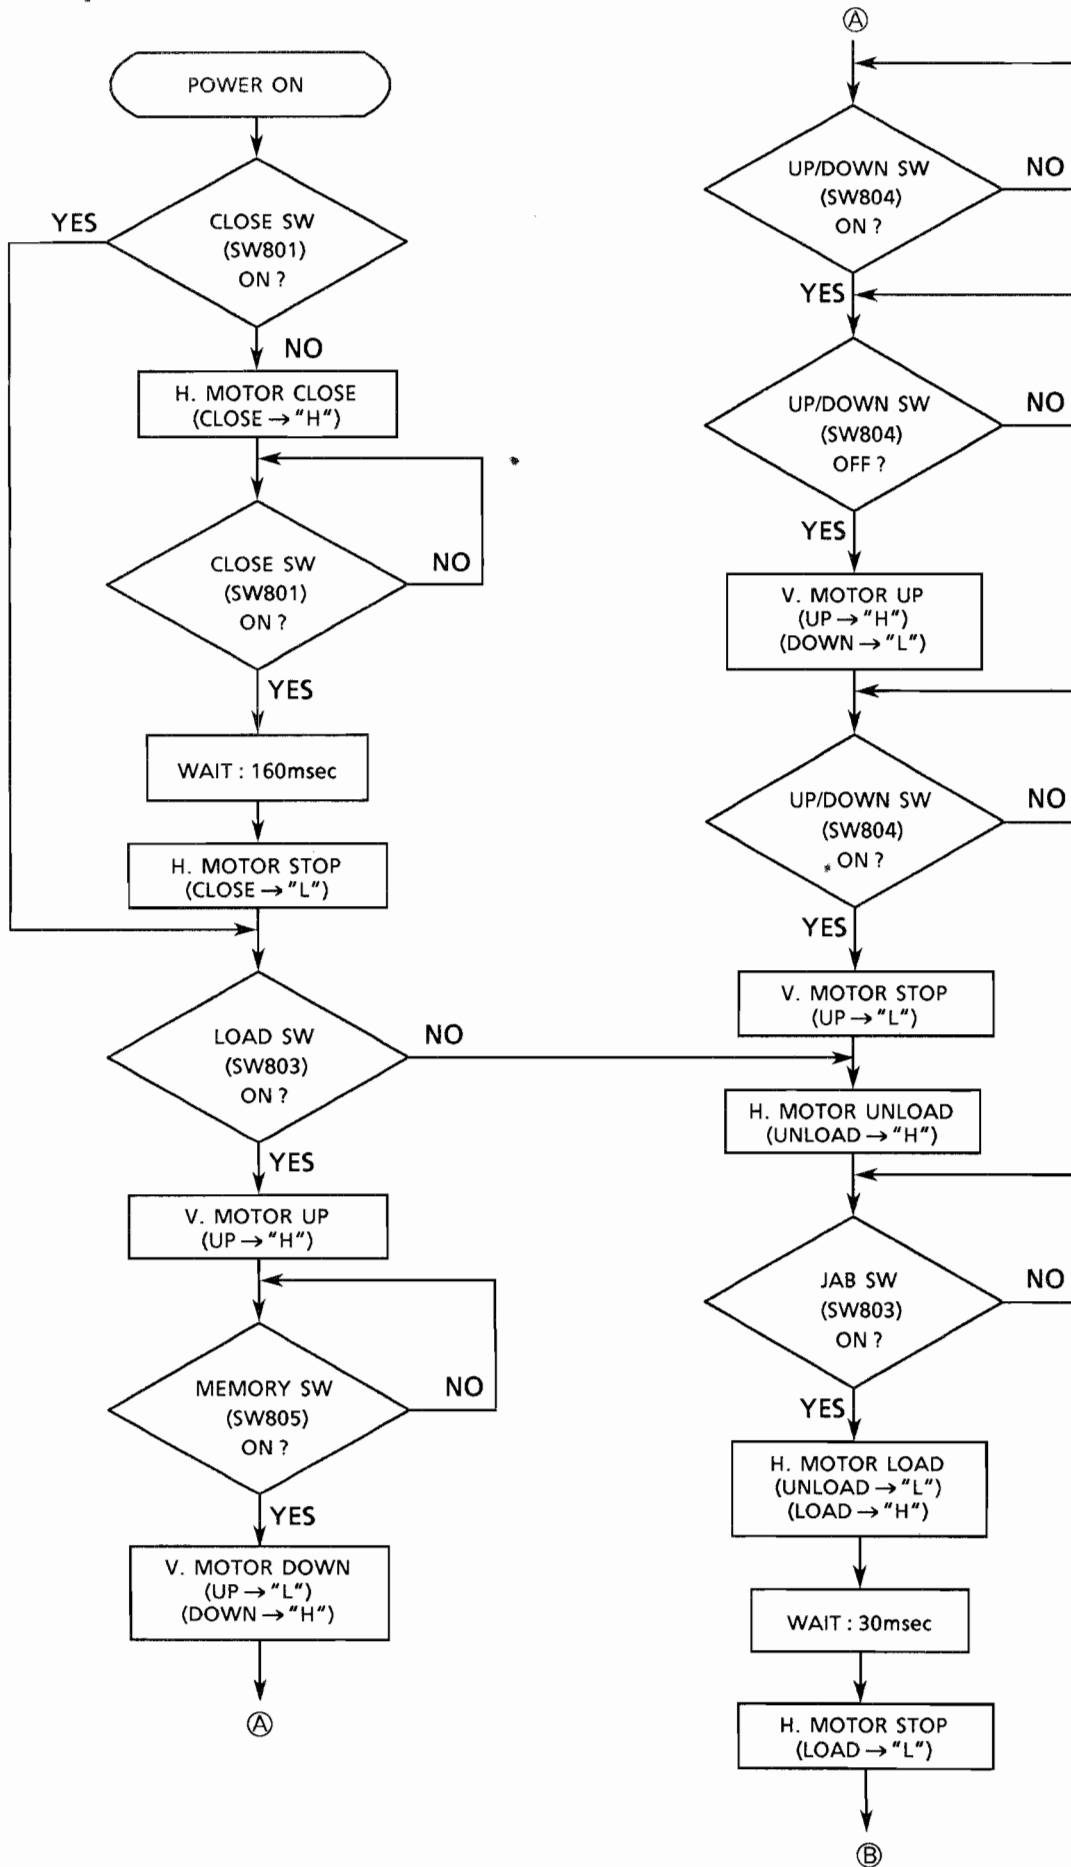 POWER ON
CLOSE SW
(SW801)
ON ?
YES
NO
H. MOTOR CLOSE
(CLOSE → "H")
CLOSE SW
(SW801)
ON ?
NO
YES
WAIT : 160msec
H. MOTOR STOP
(CLOSE → "L")
LOAD SW
(SW803)
ON ?
NO
YES
V. MOTOR UP
(UP → "H")
MEMORY SW
(SW805)
ON ?
NO
YES
V. MOTOR DOWN
(UP → "L")
(DOWN → "H")
Ⓐ
Ⓐ
UP/DOWN SW
(SW804)
ON ?
NO
YES
UP/DOWN SW
(SW804)
OFF ?
NO
YES
V. MOTOR UP
(UP → "H")
(DOWN → "L")
UP/DOWN SW
(SW804)
ON ?
NO
YES
V. MOTOR STOP
(UP → "L")
H. MOTOR UNLOAD
(UNLOAD → "H")
JAB SW
(SW803)
ON ?
NO
YES
H. MOTOR LOAD
(UNLOAD → "L")
(LOAD → "H")
WAIT : 30msec
H. MOTOR STOP
(LOAD → "L")
Ⓑ